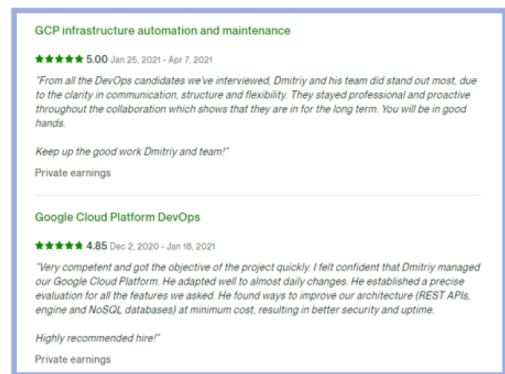 GCP infrastructure automation and maintenance
5.00 Jan 25, 2021 - Apr 7, 2021
"From all the DevOps candidates we've interviewed, Dmitriy and his team did stand out most, due
to the clarity in communication, structure and flexibility. They stayed professional and proactive
throughout the collaboration which shows that they are in for the long term. You will be in good
hands.
Keep up the good work Dmitriy and team!"
Private earnings
Google Cloud Platform DevOps
4.85 Dec 2, 2020 - Jan 18, 2021
"Very competent and got the objective of the project quickly. I felt confident that Dmitriy managed
our Google Cloud Platform. He adapted well to almost daily changes. He established a precise
evaluation for all the features we asked. He found ways to improve our architecture (REST APIs,
engine and NoSQL databases) at minimum cost, resulting in better security and uptime.
Highly recommended hire!"
Private earnings